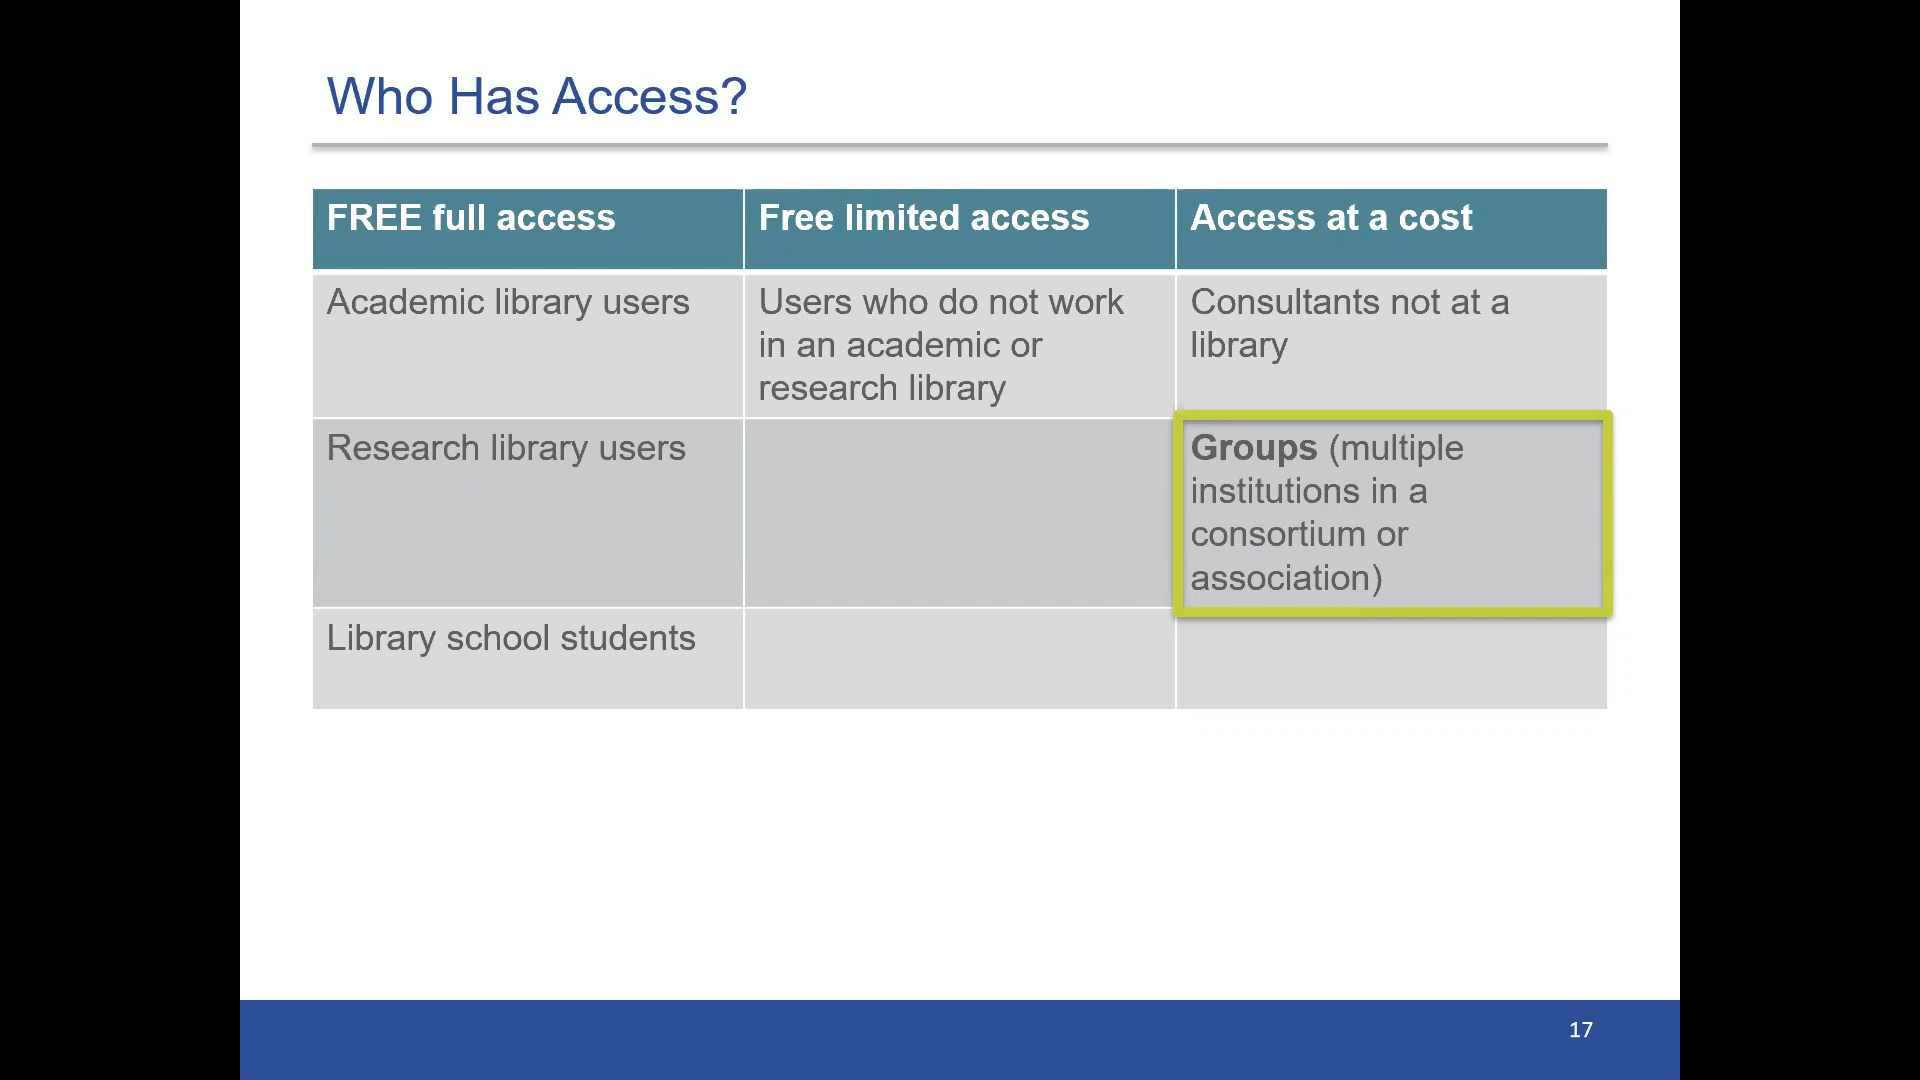 Who Has Access?
FREE full access
Free limited access
Access at a cost
Academic library users
Users who do not work
in an academic or
research library
Consultants not at a
library
Research library users
Groups (multiple
institutions in a
consortium or
association)
Library school students
17